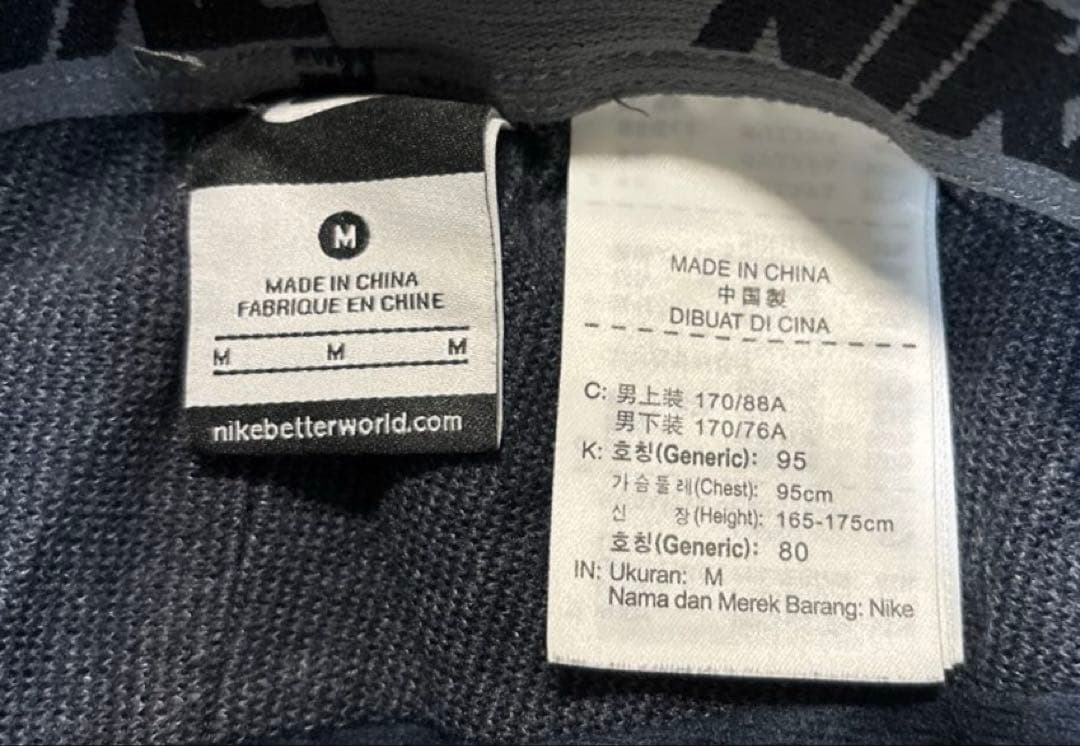 M
MADE IN CHINA
FABRIQUE EN CHINE
M M M
nikebetterworld.com
MADE IN CHINA
中国製
DIBUAT DI CINA
C: 男上装 170/88A
男下装 170/76A
K: 호칭(Generic): 95
가슴둘레(Chest): 95cm
신 장(Height): 165-175cm
호칭(Generic): 80
IN: Ukuran: M
Nama dan Merek Barang: Nike